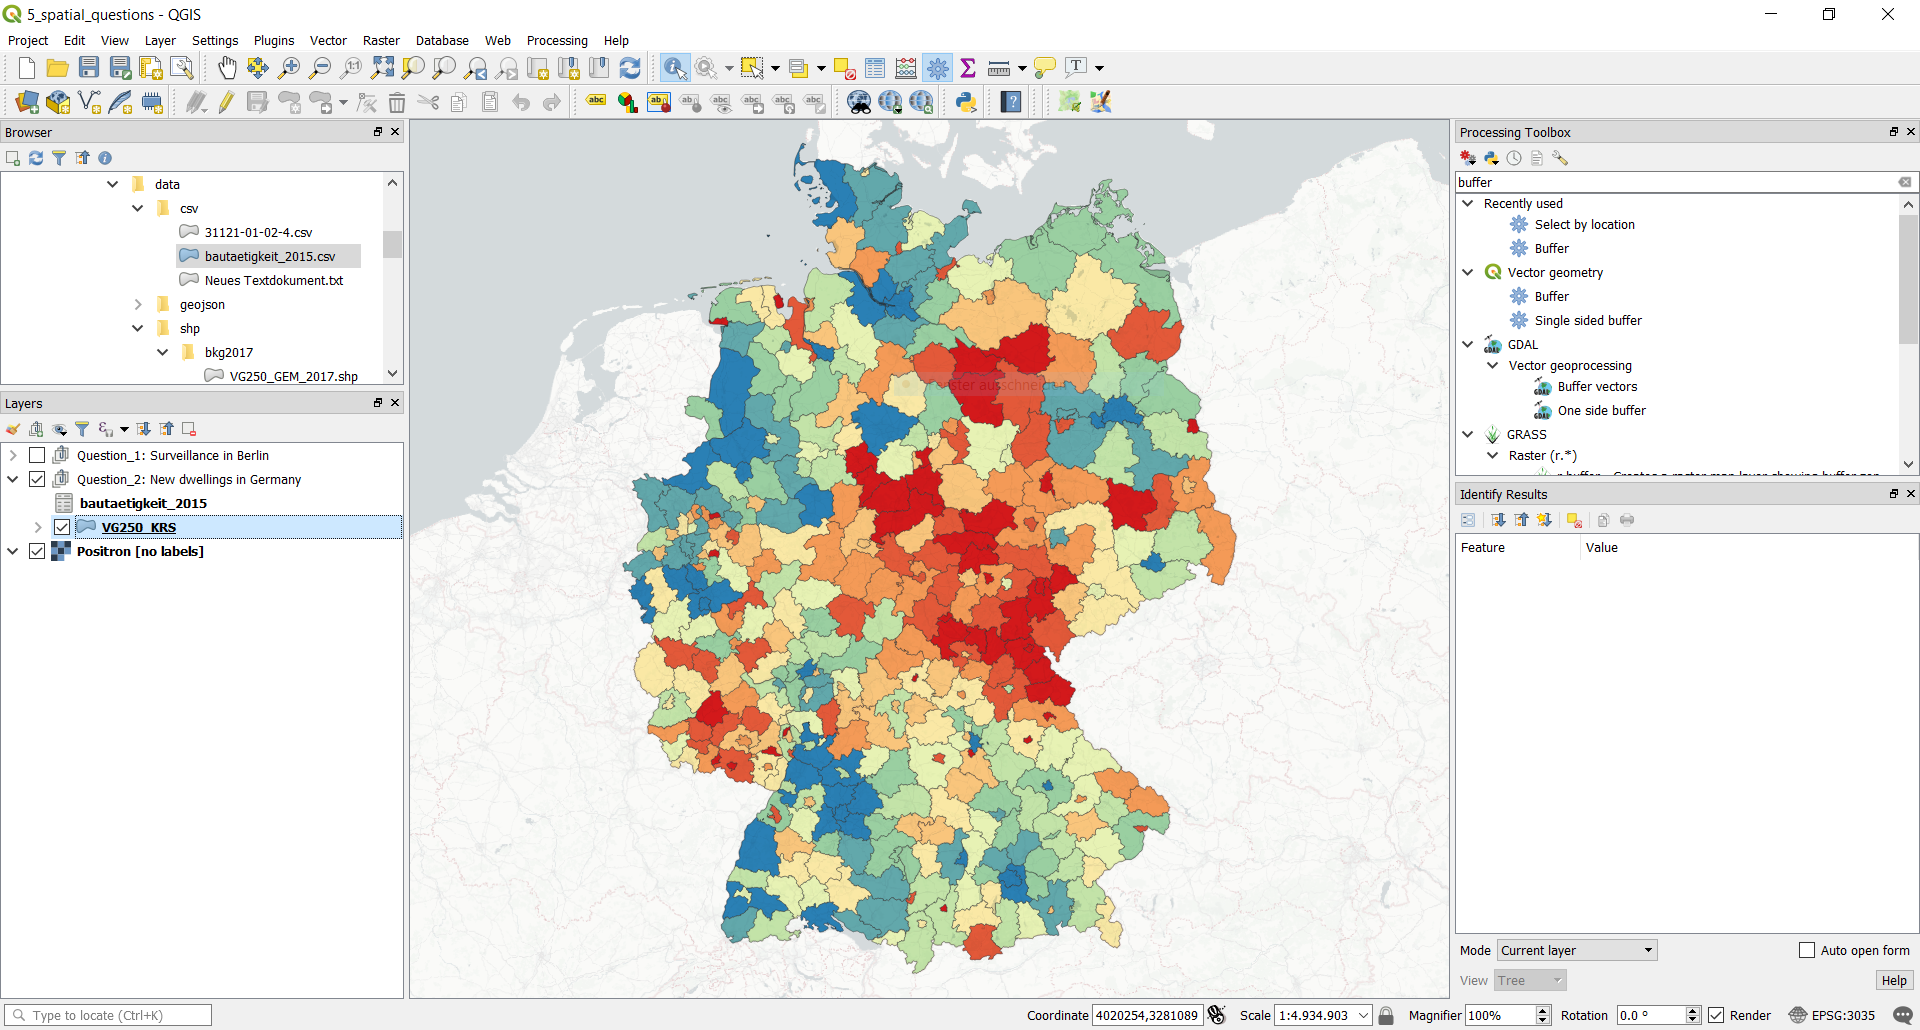 5_spatial_questions - QGIS
Project Edit View Layer Settings Plugins Vector Raster Database Web Processing Help
Browser
data
csv
31121-01-02-4.csv
bautaetigkeit_2015.csv
Neues Textdokument.txt
geojson
shp
bkg2017
VG250_GEM_2017.shp
Layers
Question_1: Surveillance in Berlin
Question_2: New dwellings in Germany
bautaetigkeit_2015
VG250_KRS
Positron [no labels]
Processing Toolbox
buffer
Recently used
Select by location
Buffer
Vector geometry
Buffer
Single sided buffer
GDAL
Vector geoprocessing
Buffer vectors
One side buffer
GRASS
Raster (r.*)
Identify Results
Feature Value
Mode Current layer Auto open form
View Tree Help
Type to locate (Ctrl+K) Coordinate 4020254,3281089 Scale 1:4.934.903 Magnifier 100% Rotation 0.0 ° Render EPSG:3035